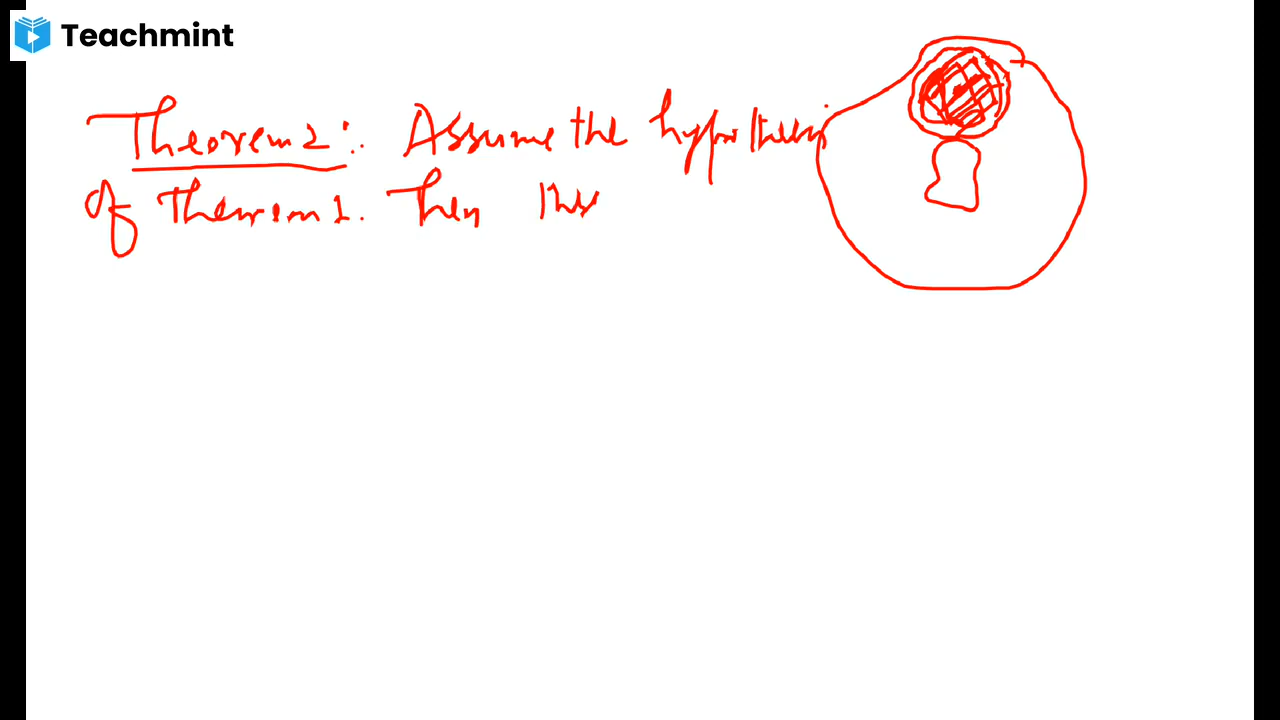 Teachmint
Theorem 2: Assume the hypothesis
of Theorem 1. Then